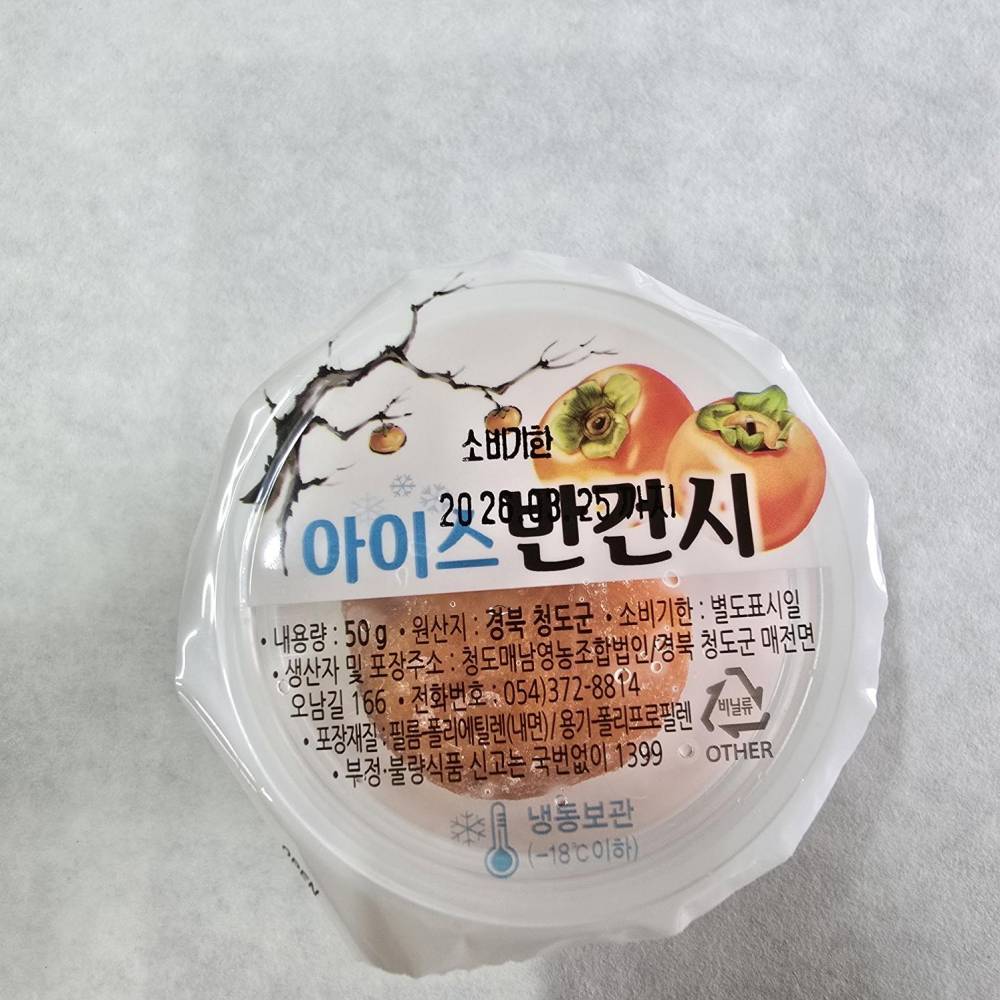 소비기한
아이스 반건시
• 내용량 : 50g • 원산지 : 경북 청도군 • 소비기한 : 별도표시일
• 생산자 및 포장주소 : 청도매남영농조합법인/경북 청도군 매전면
오남길 166 • 전화번호 : 054)372-8814
• 포장재질 : 필름-폴리에틸렌(내면)/용기-폴리프로필렌
• 부정·불량식품 신고는 국번없이 1399
비닐류
OTHER
냉동보관
(-18℃이하)
OPEN